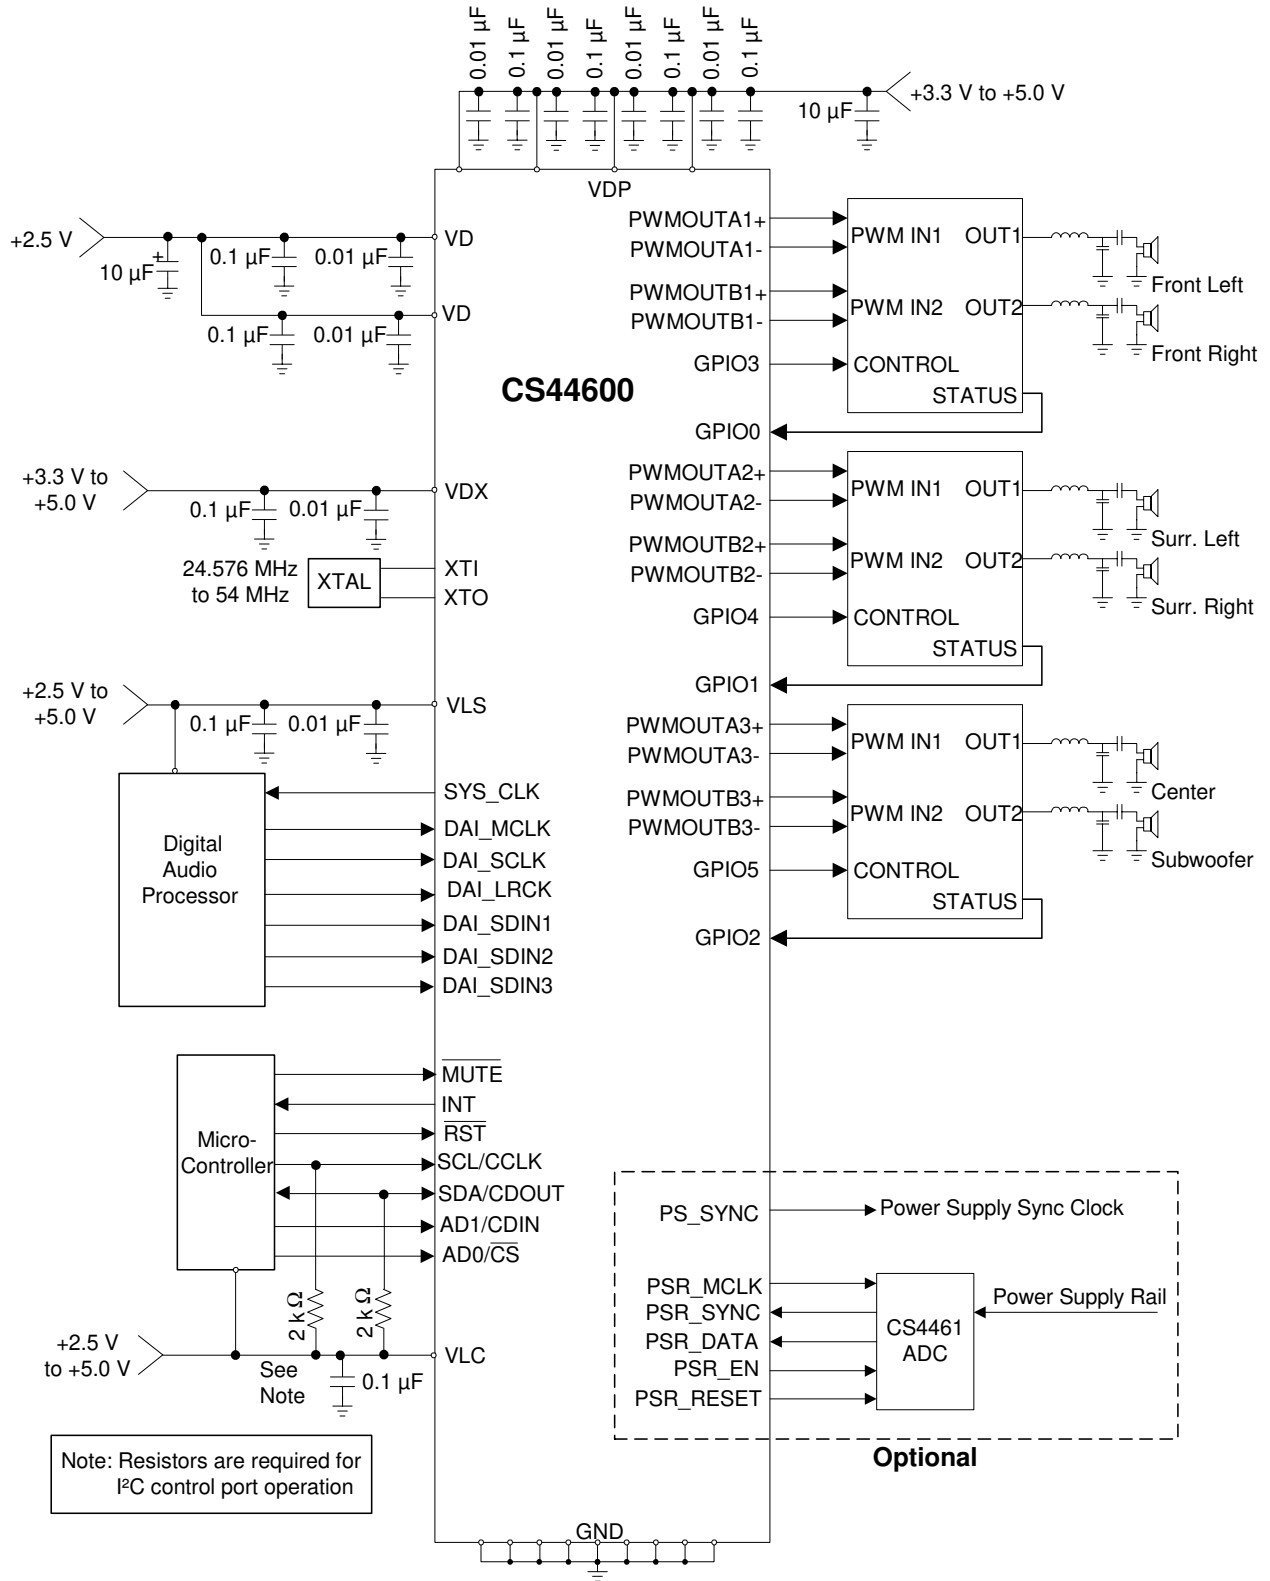 0.01 µF
0.1 µF
0.01 µF
0.1 µF
0.01 µF
0.1 µF
0.01 µF
0.1 µF
10 µF
+3.3 V to +5.0 V
VDP
+2.5 V
10 µF
+
0.1 µF
0.01 µF
VD
0.1 µF
0.01 µF
VD
CS44600
+3.3 V to
+5.0 V
0.1 µF
0.01 µF
VDX
24.576 MHz
to 54 MHz
XTAL
XTI
XTO
+2.5 V to
+5.0 V
0.1 µF
0.01 µF
VLS
Digital
Audio
Processor
SYS_CLK
DAI_MCLK
DAI_SCLK
DAI_LRCK
DAI_SDIN1
DAI_SDIN2
DAI_SDIN3
Micro-
Controller
MUTE
INT
RST
SCL/CCLK
SDA/CDOUT
AD1/CDIN
AD0/CS
2 kΩ
2 kΩ
+2.5 V
to +5.0 V
See
Note
0.1 µF
VLC
Note: Resistors are required for
I²C control port operation
PWMOUTA1+
PWMOUTA1-
PWMOUTB1+
PWMOUTB1-
GPIO3
GPIO0
PWM IN1
OUT1
PWM IN2
OUT2
CONTROL
STATUS
Front Left
Front Right
PWMOUTA2+
PWMOUTA2-
PWMOUTB2+
PWMOUTB2-
GPIO4
GPIO1
PWM IN1
OUT1
PWM IN2
OUT2
CONTROL
STATUS
Surr. Left
Surr. Right
PWMOUTA3+
PWMOUTA3-
PWMOUTB3+
PWMOUTB3-
GPIO5
GPIO2
PWM IN1
OUT1
PWM IN2
OUT2
CONTROL
STATUS
Center
Subwoofer
PS_SYNC
Power Supply Sync Clock
PSR_MCLK
PSR_SYNC
PSR_DATA
PSR_EN
PSR_RESET
CS4461
ADC
Power Supply Rail
Optional
GND